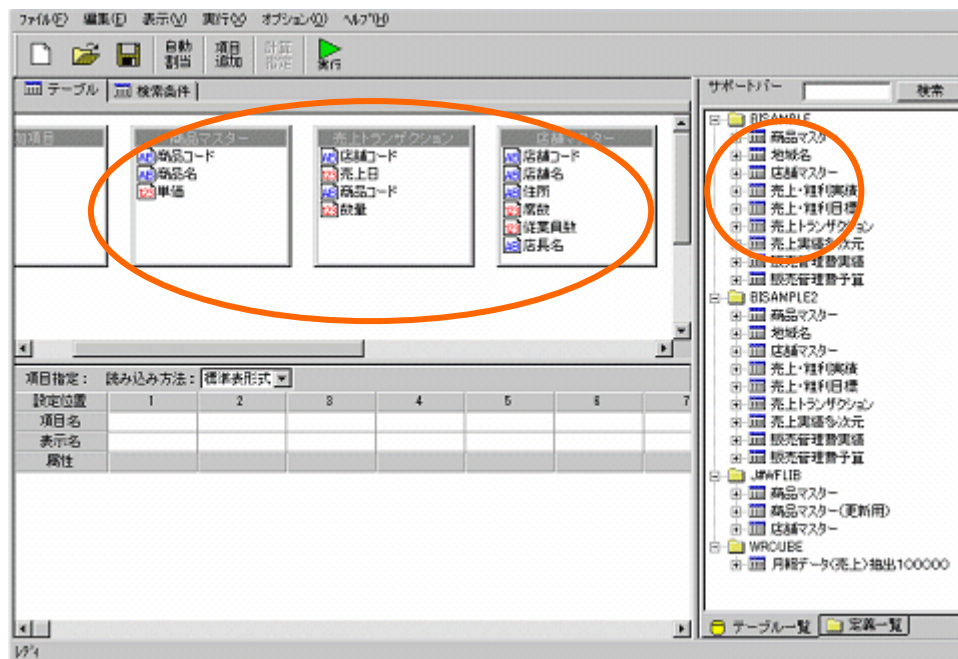 ファイル(F) 編集(E) 表示(V) 実行(X) オプション(O) ヘルプ(H)
自動割当 項目追加 計算指定 実行
テーブル 検索条件
加項目
商品マスター
商品コード
商品名
単価
売上トランザクション
店舗コード
売上日
商品コード
数量
店舗マスター
店舗コード
店舗名
住所
席数
従業員数
店長名
項目指定： 読み込み方法： 標準表形式
設定位置 1 2 3 4 5 6 7
項目名
表示名
属性
サポートバー 検索
BISAMPLE
商品マスター
地域名
店舗マスター
売上・粗利実績
売上・粗利目標
売上トランザクション
売上実績多次元
販売管理費実績
販売管理費予算
BISAMPLE2
商品マスター
地域名
店舗マスター
売上・粗利実績
売上・粗利目標
売上トランザクション
売上実績多次元
販売管理費実績
販売管理費予算
J#WFLIB
商品マスター
商品マスター(更新用)
店舗マスター
WRCUBE
月報データ(売上)抽出100000
テーブル一覧 定義一覧
レディ